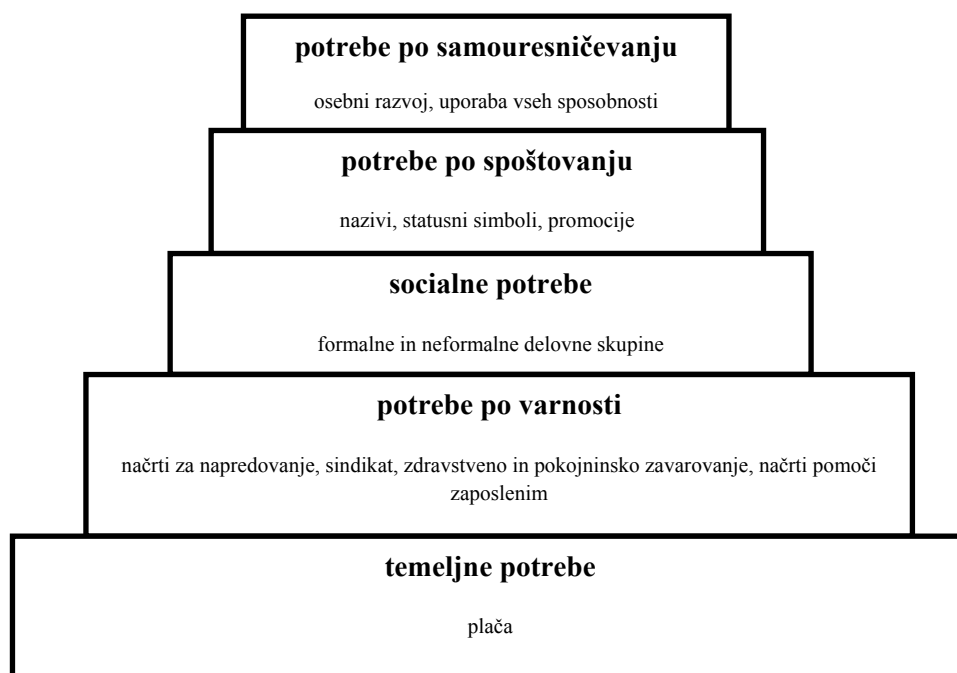 potrebe po samouresničevanju
osebni razvoj, uporaba vseh sposobnosti
potrebe po spoštovanju
nazivi, statusni simboli, promocije
socialne potrebe
formalne in neformalne delovne skupine
potrebe po varnosti
načrti za napredovanje, sindikat, zdravstveno in pokojninsko zavarovanje, načrti pomoči
zaposlenim
temeljne potrebe
plača